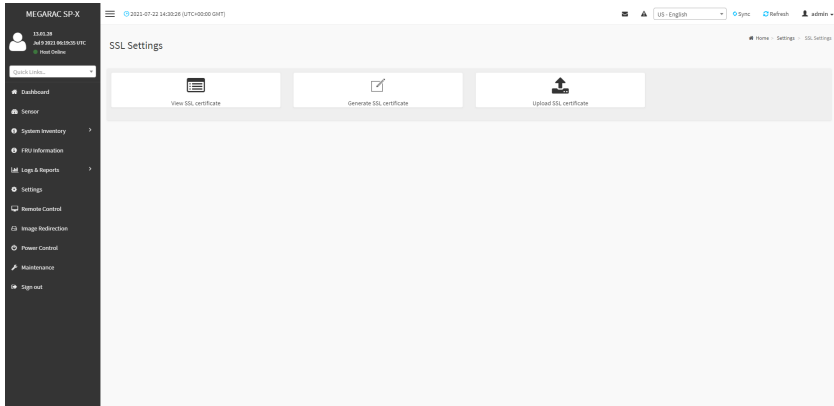 MEGARAC SP-X
2021-07-22 14:30:26 (UTC+00:00 GMT)
US - English
Sync
Refresh
admin
13.01.28
Jul 9 2021 06:19:35 UTC
Host Online
Quick Links...
Dashboard
Sensor
System Inventory
FRU Information
Logs & Reports
Settings
Remote Control
Image Redirection
Power Control
Maintenance
Sign out
SSL Settings
Home > Settings > SSL Settings
View SSL certificate
Generate SSL certificate
Upload SSL certificate